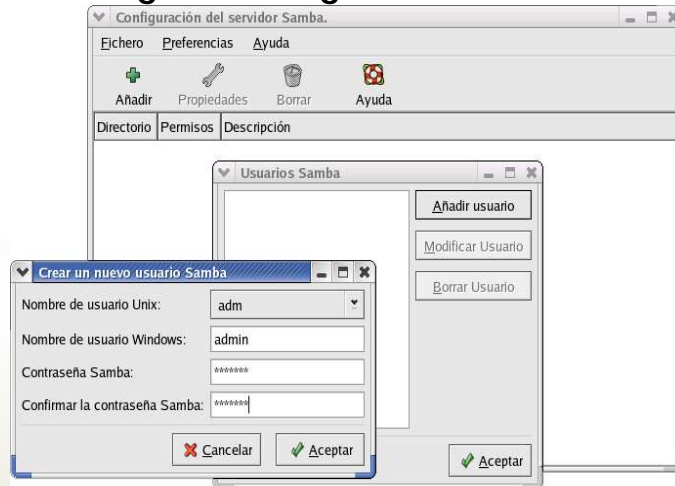 Configuración del servidor Samba.
Fichero Preferencias Ayuda
Añadir Propiedades Borrar Ayuda
Directorio Permisos Descripción
Usuarios Samba
Añadir usuario
Modificar Usuario
Borrar Usuario
Aceptar
Crear un nuevo usuario Samba
Nombre de usuario Unix: adm
Nombre de usuario Windows: admin
Contraseña Samba: *******
Confirmar la contraseña Samba: *******
Cancelar Aceptar